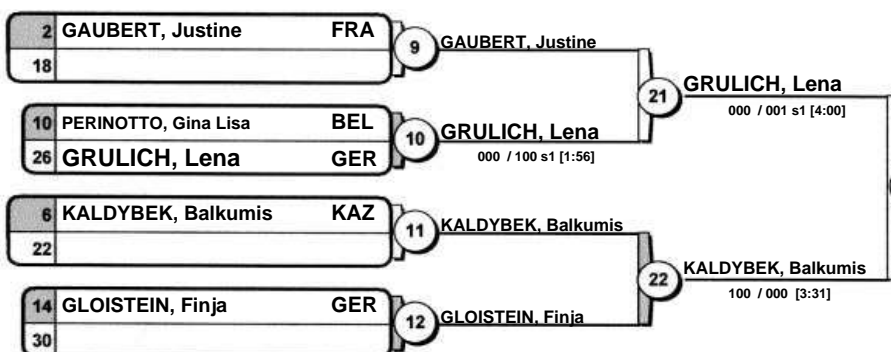 2 GAUBERT, Justine FRA
18
9 GAUBERT, Justine
10 PERINOTTO, Gina Lisa BEL
26 GRULICH, Lena GER
10 GRULICH, Lena
000 / 100 s1 [1:56]
21 GRULICH, Lena
000 / 001 s1 [4:00]
6 KALDYBEK, Balkumis KAZ
22
11 KALDYBEK, Balkumis
14 GLOISTEIN, Finja GER
30
12 GLOISTEIN, Finja
22 KALDYBEK, Balkumis
100 / 000 [3:31]